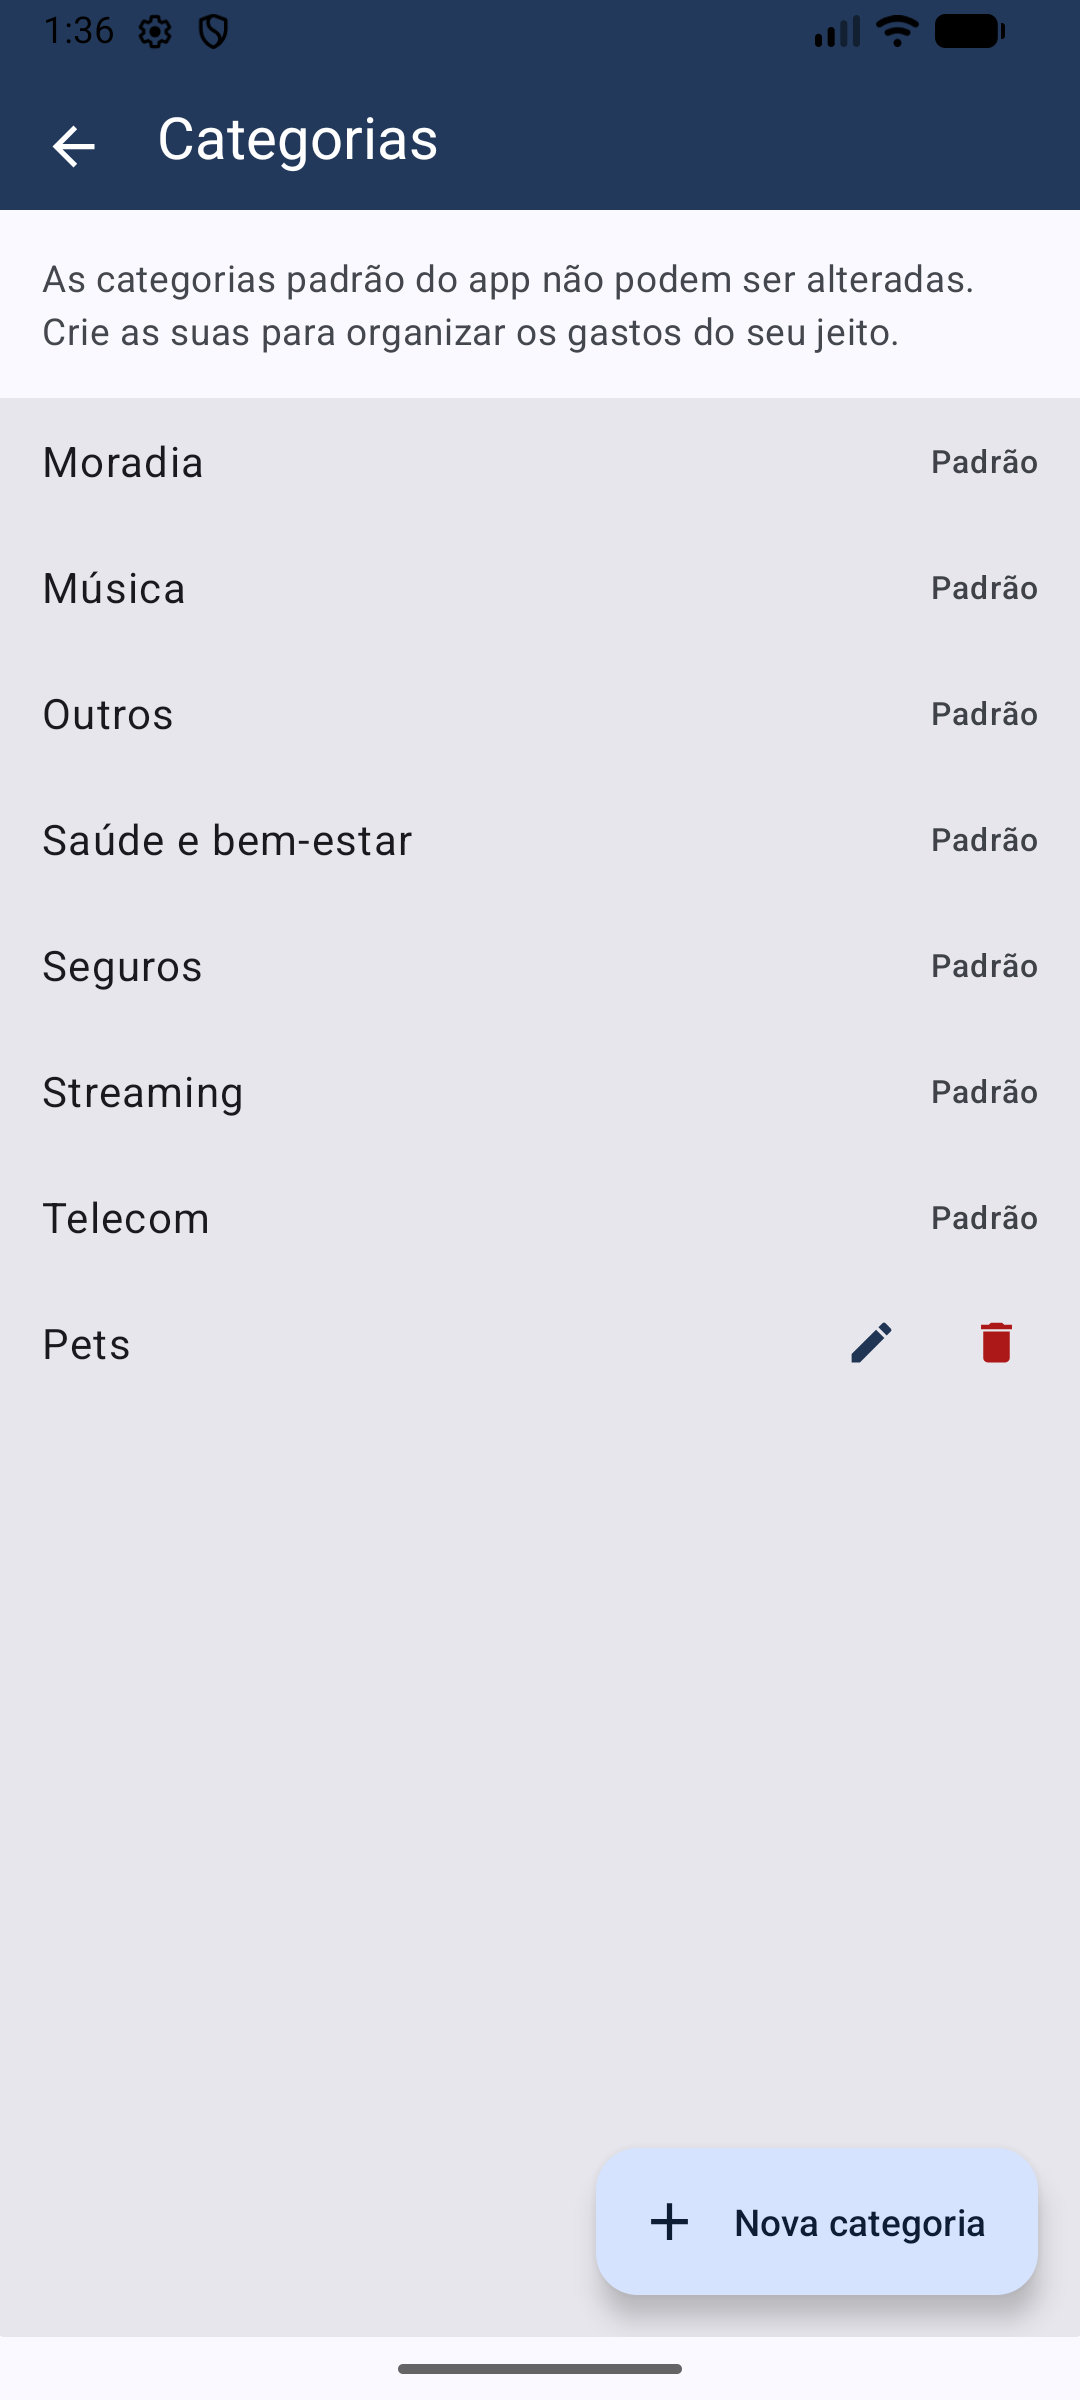 1:36
Categorias
As categorias padrão do app não podem ser alteradas.
Crie as suas para organizar os gastos do seu jeito.
Moradia Padrão
Música Padrão
Outros Padrão
Saúde e bem-estar Padrão
Seguros Padrão
Streaming Padrão
Telecom Padrão
Pets
Nova categoria